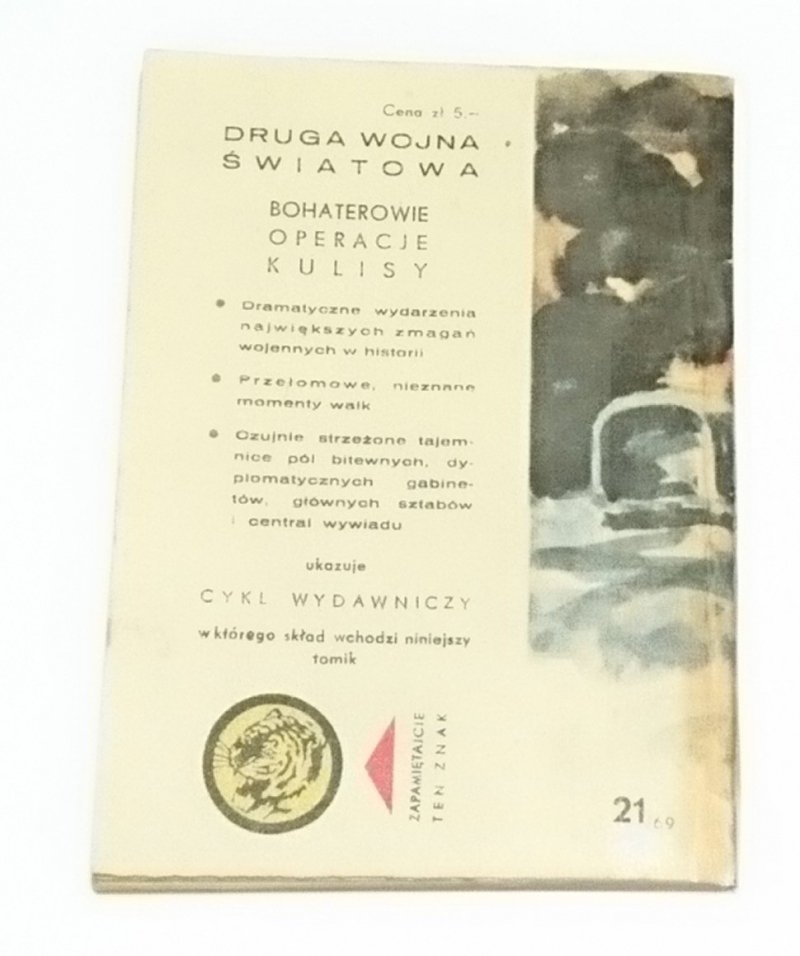 Cena zł 5.–
DRUGA WOJNA
ŚWIATOWA
BOHATEROWIE
OPERACJE
KULISY
● Dramatyczne wydarzenia
największych zmagań
wojennych w historii
● Przełomowe, nieznane
momenty walk
● Czujnie strzeżone tajem-
nice pól bitewnych, dy-
plomatycznych gabine-
tów, głównych sztabów
i central wywiadu
ukazuje
CYKL WYDAWNICZY
w którego skład wchodzi niniejszy
tomik
ZAPAMIĘTAJCIE
TEN ZNAK
21 69